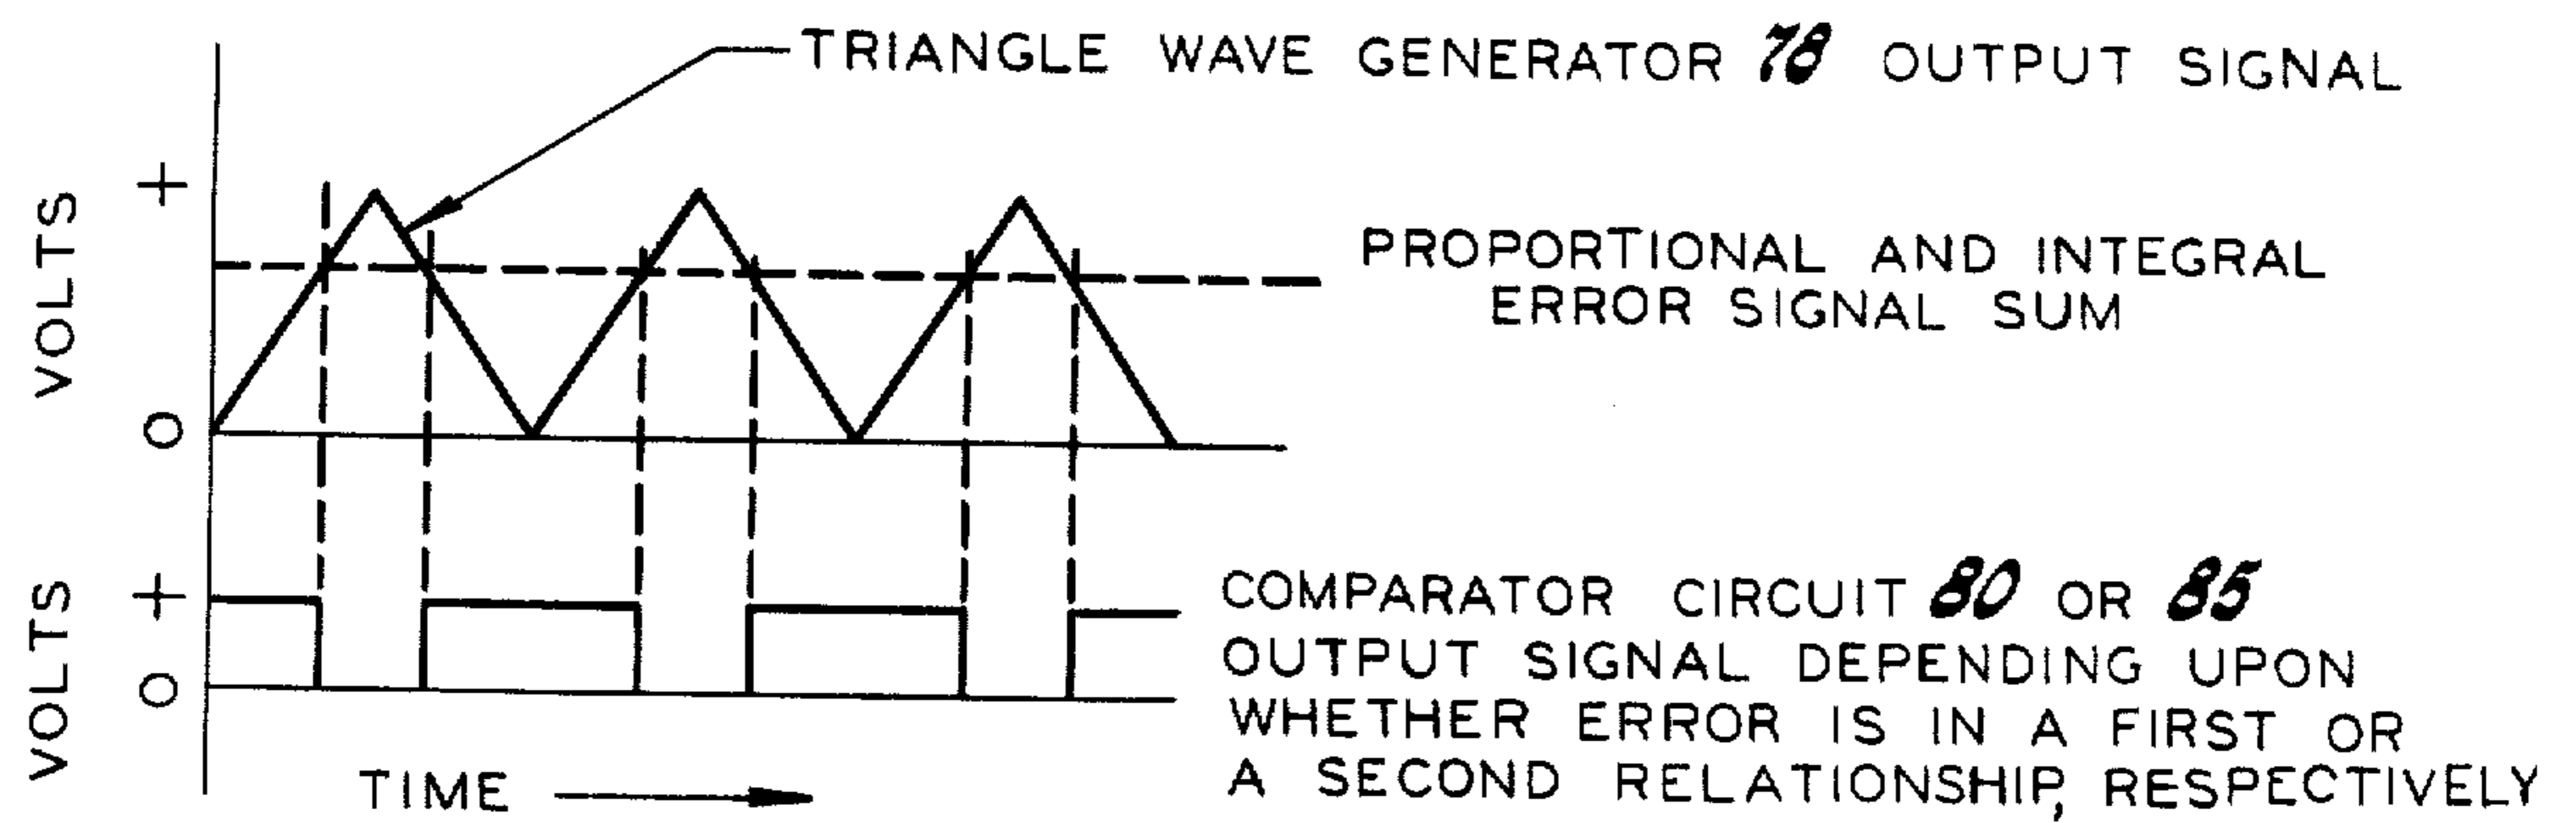 TRIANGLE WAVE GENERATOR 78 OUTPUT SIGNAL
VOLTS
+
0
PROPORTIONAL AND INTEGRAL
ERROR SIGNAL SUM
VOLTS
+
0
COMPARATOR CIRCUIT 80 OR 85
OUTPUT SIGNAL DEPENDING UPON
WHETHER ERROR IS IN A FIRST OR
A SECOND RELATIONSHIP, RESPECTIVELY
TIME